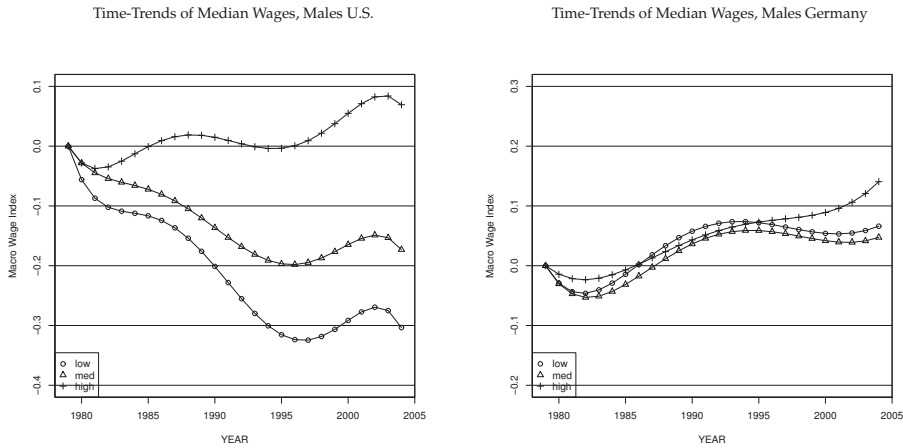 Time-Trends of Median Wages, Males U.S.
Macro Wage Index
0.1
0.0
−0.1
−0.2
−0.3
−0.4
low
med
high
1980 1985 1990 1995 2000 2005
YEAR
Time-Trends of Median Wages, Males Germany
Macro Wage Index
0.3
0.2
0.1
0.0
−0.1
−0.2
low
med
high
1980 1985 1990 1995 2000 2005
YEAR